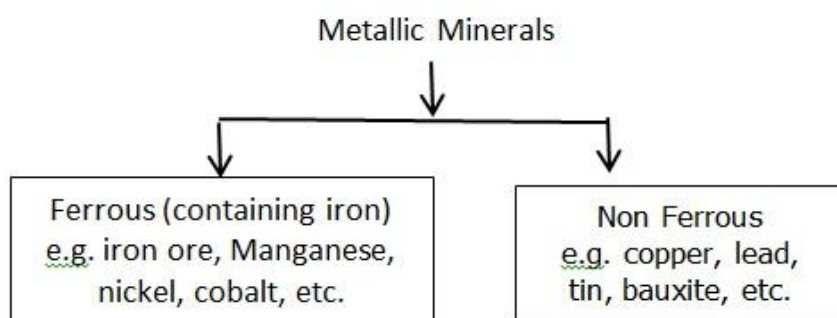 Metallic Minerals
Ferrous (containing iron)
e.g. iron ore, Manganese,
nickel, cobalt, etc.
Non Ferrous
e.g. copper, lead,
tin, bauxite, etc.